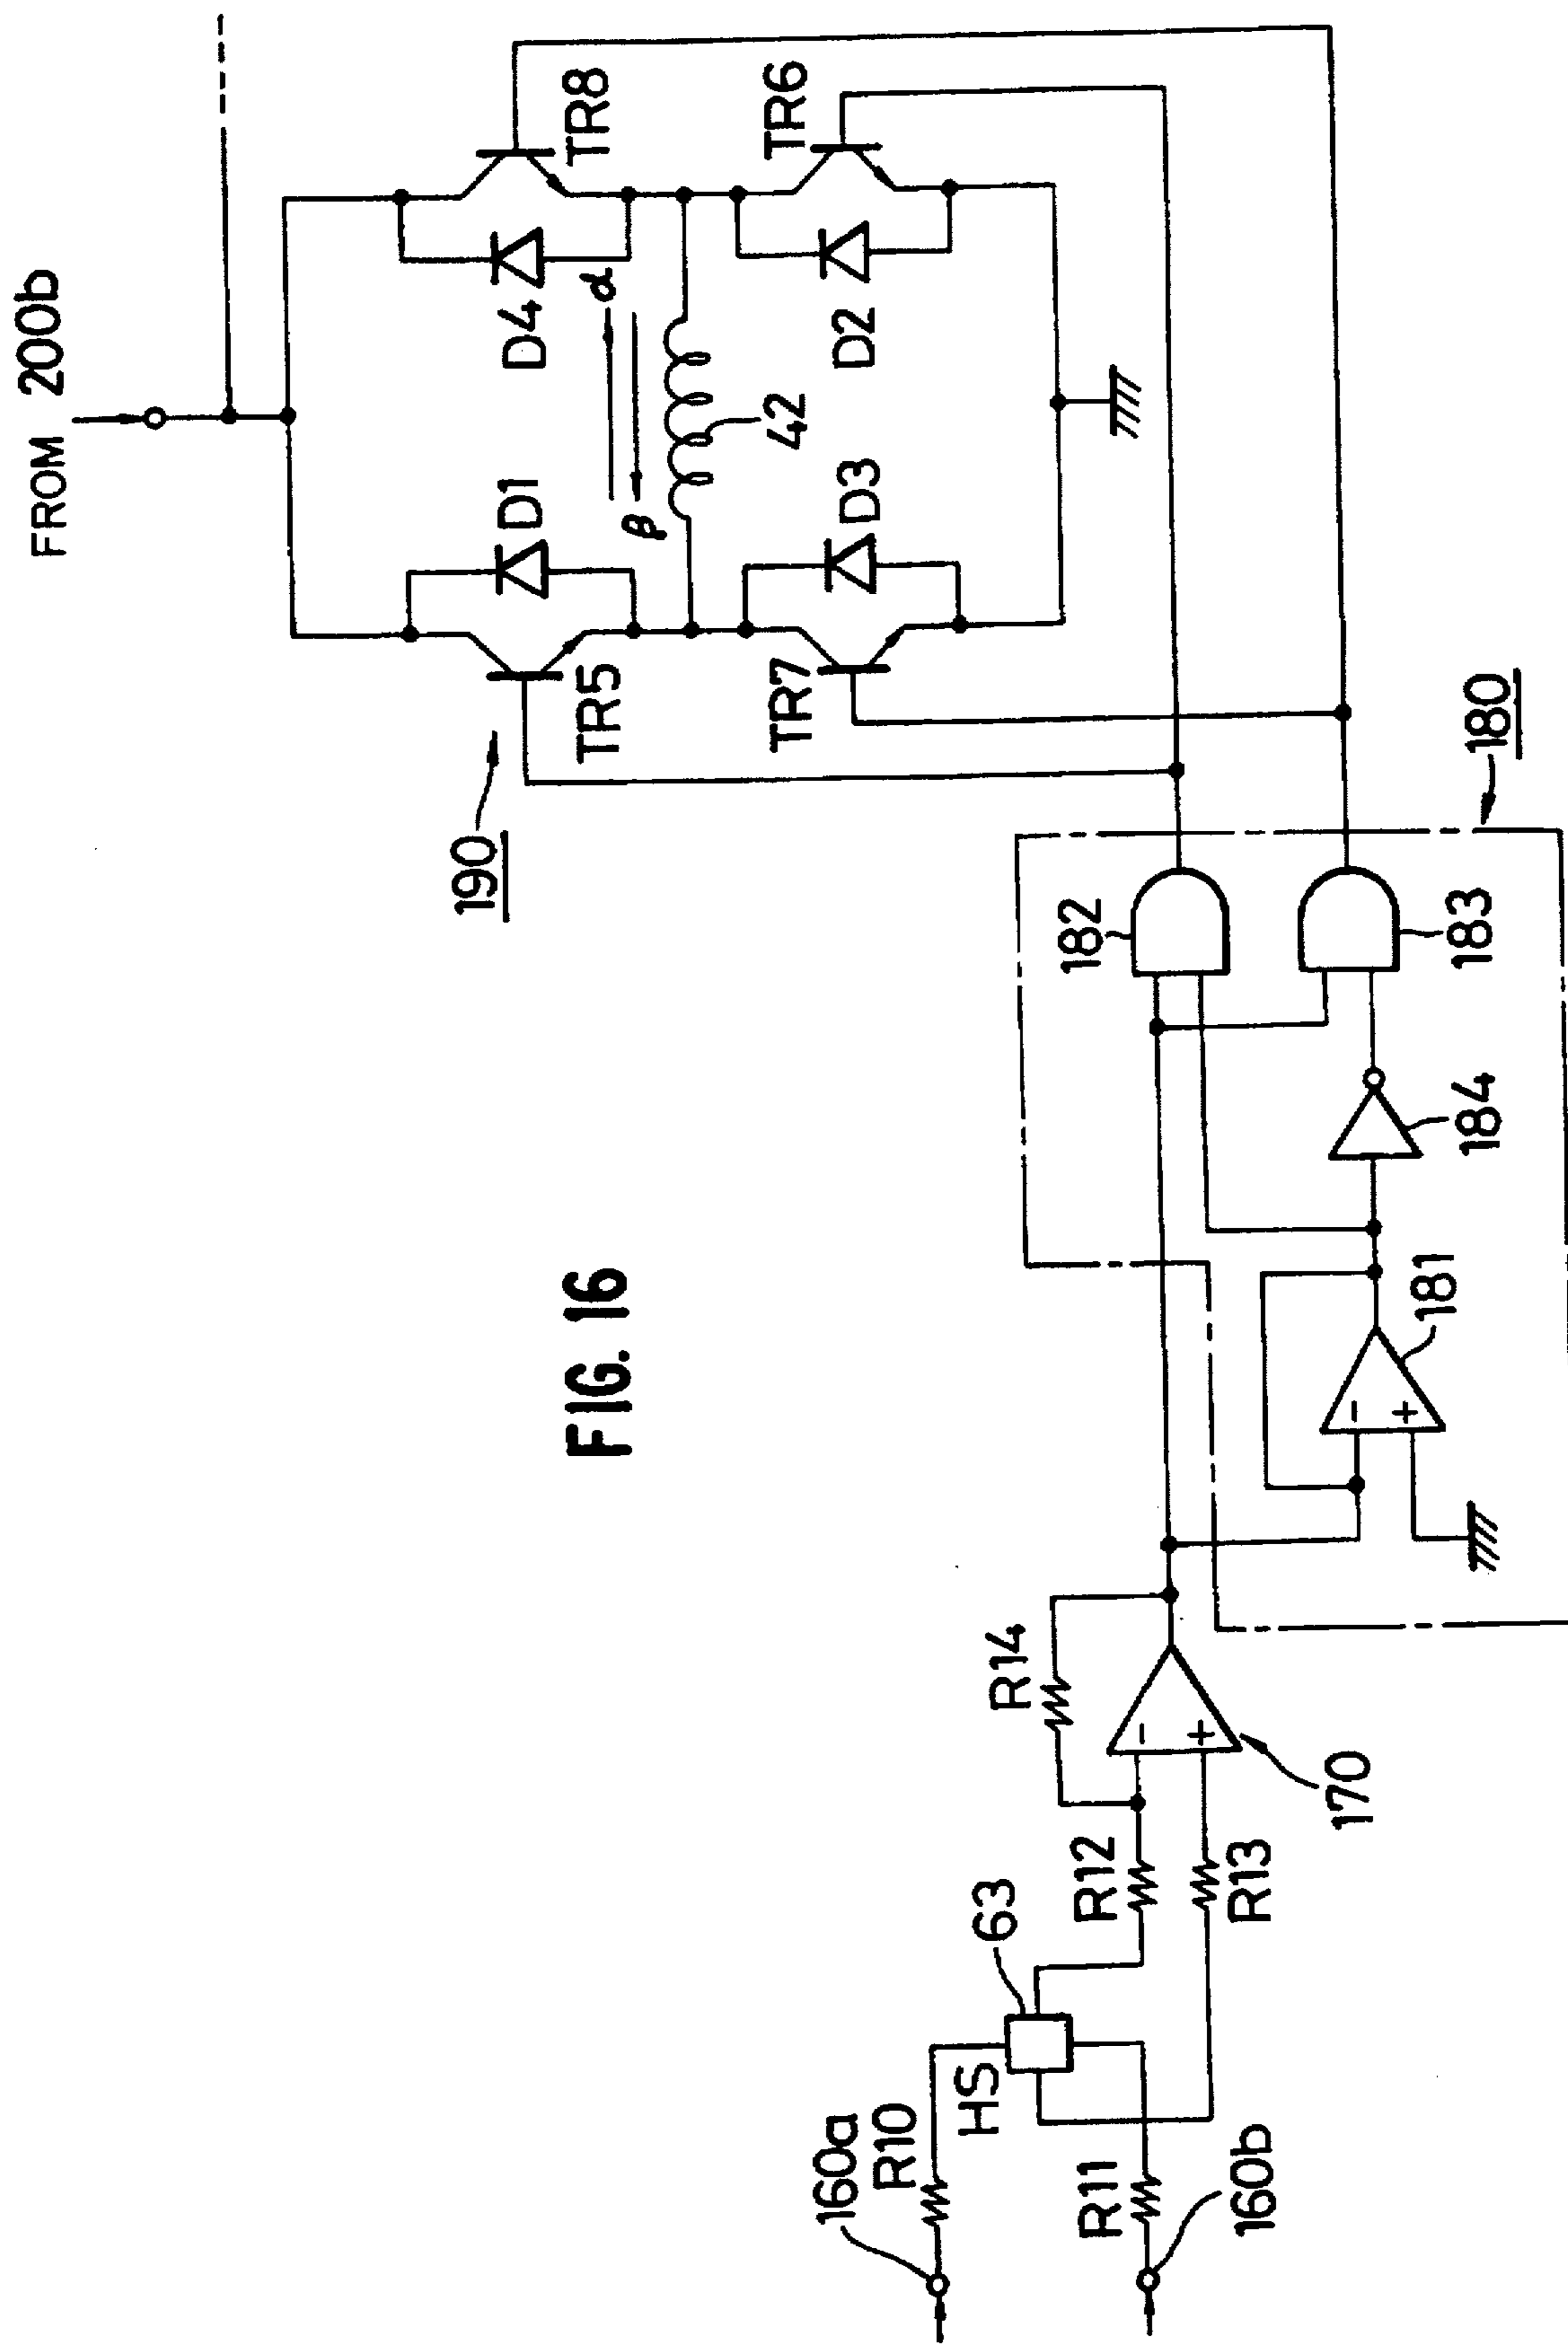 FIG. 16
FROM 200b
190
TR5
D1
D4
TR8
α
β
42
TR7
D3
D2
TR6
180
182
183
184
181
-
+
R14
-
+
170
R12
R13
63
HS
160a
R10
R11
160b